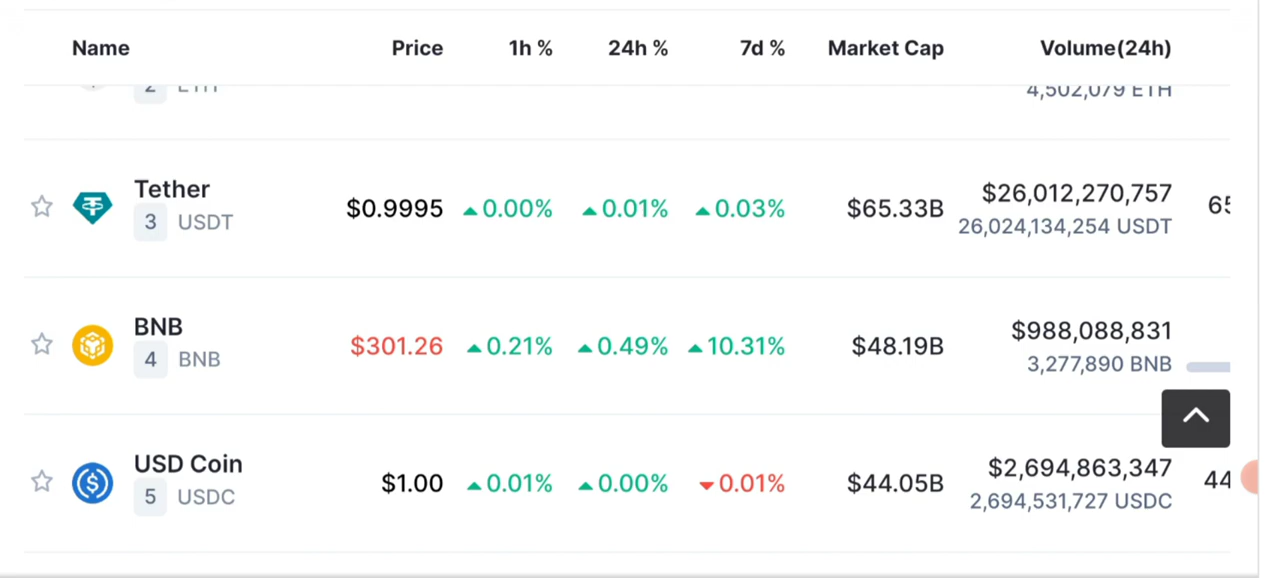 Name Price 1h % 24h % 7d % Market Cap Volume(24h)
2 ETH 4,502,079 ETH
Tether $0.9995 0.00% 0.01% 0.03% $65.33B $26,012,270,757
3 USDT 26,024,134,254 USDT
BNB $301.26 0.21% 0.49% 10.31% $48.19B $988,088,831
4 BNB 3,277,890 BNB
USD Coin $1.00 0.01% 0.00% 0.01% $44.05B $2,694,863,347 44
5 USDC 2,694,531,727 USDC